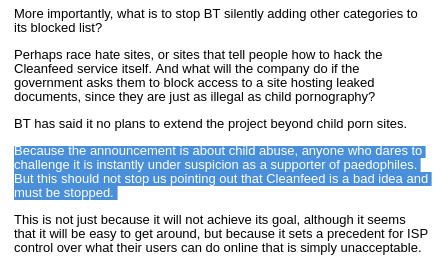 More importantly, what is to stop BT silently adding other categories to
its blocked list?
Perhaps race hate sites, or sites that tell people how to hack the
Cleanfeed service itself. And what will the company do if the
government asks them to block access to a site hosting leaked
documents, since they are just as illegal as child pornography?
BT has said it no plans to extend the project beyond child porn sites.
Because the announcement is about child abuse, anyone who dares to
challenge it is instantly under suspicion as a supporter of paedophiles.
But this should not stop us pointing out that Cleanfeed is a bad idea and
must be stopped.
This is not just because it will not achieve its goal, although it seems
that it will be easy to get around, but because it sets a precedent for ISP
control over what their users can do online that is simply unacceptable.